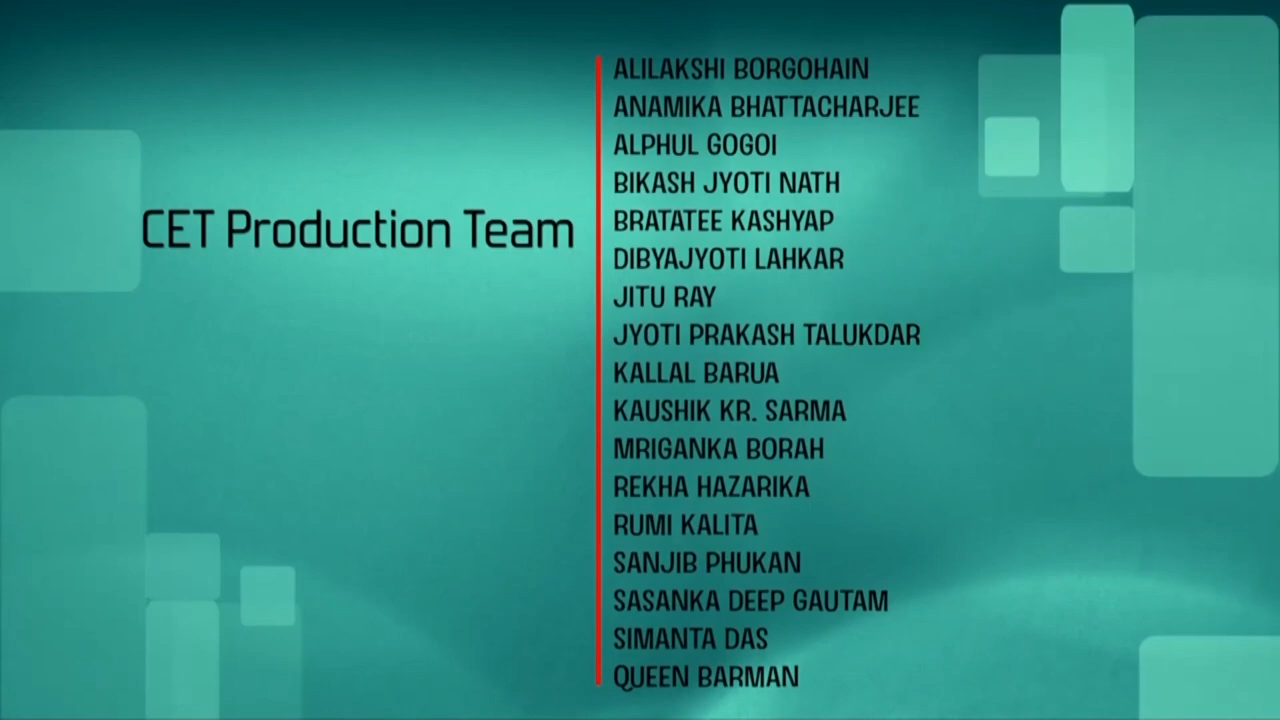 CET Production Team
ALILAKSHI BORGOHAIN
ANAMIKA BHATTACHARJEE
ALPHUL GOGOI
BIKASH JYOTI NATH
BRATATEE KASHYAP
DIBYAJYOTI LAHKAR
JITU RAY
JYOTI PRAKASH TALUKDAR
KALLAL BARUA
KAUSHIK KR. SARMA
MRIGANKA BORAH
REKHA HAZARIKA
RUMI KALITA
SANJIB PHUKAN
SASANKA DEEP GAUTAM
SIMANTA DAS
QUEEN BARMAN